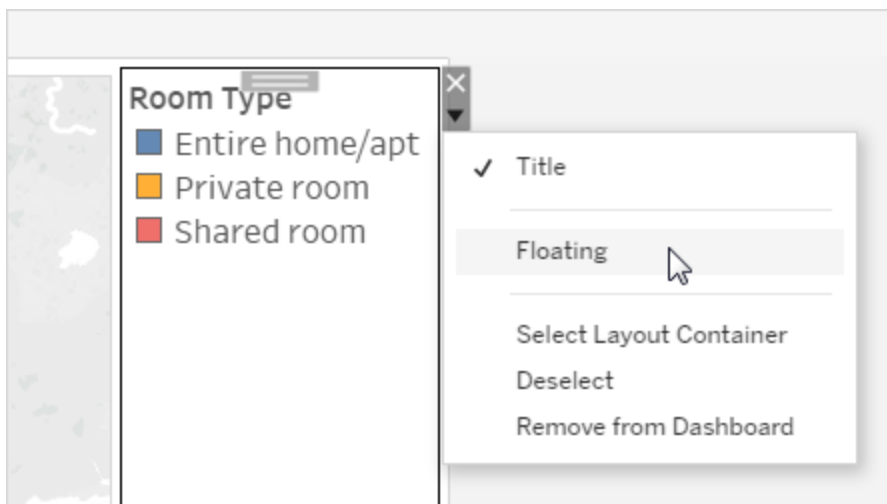 Room Type
Entire home/apt
Private room
Shared room
Title
Floating
Select Layout Container
Deselect
Remove from Dashboard